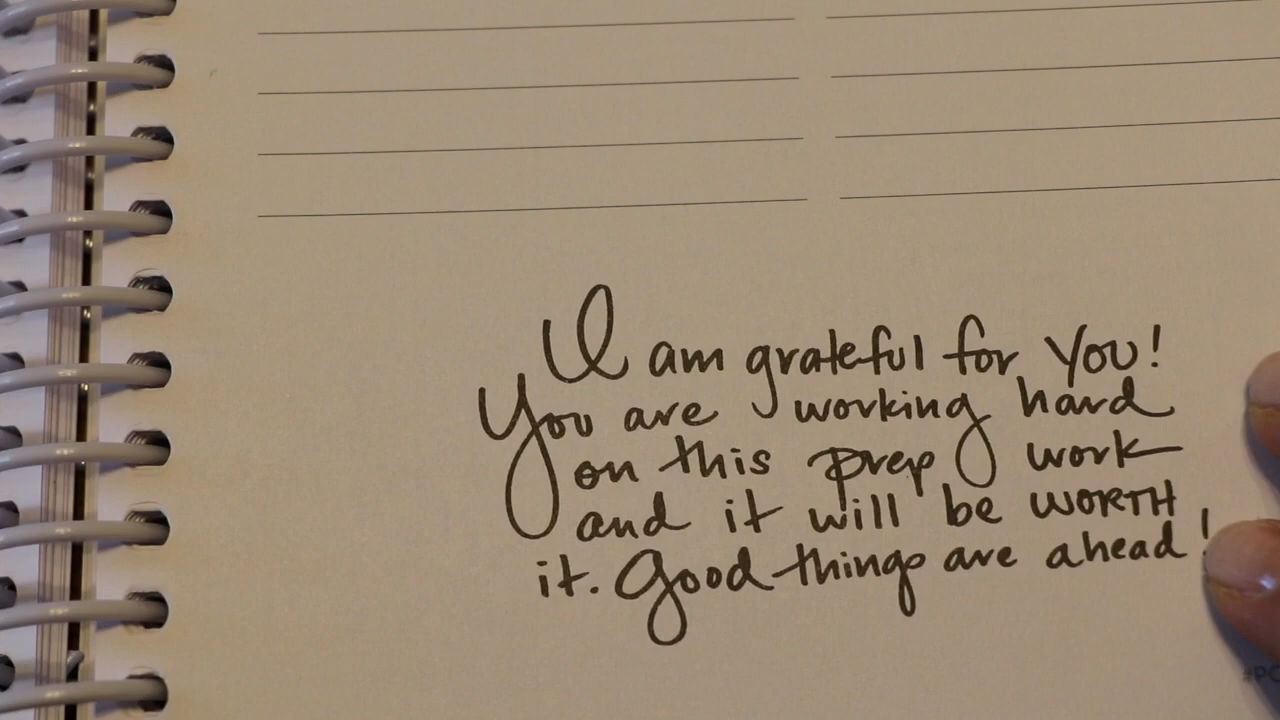 I am grateful for YOU!
You are working hard
on this prep work
and it will be WORTH
it. Good things are ahead!